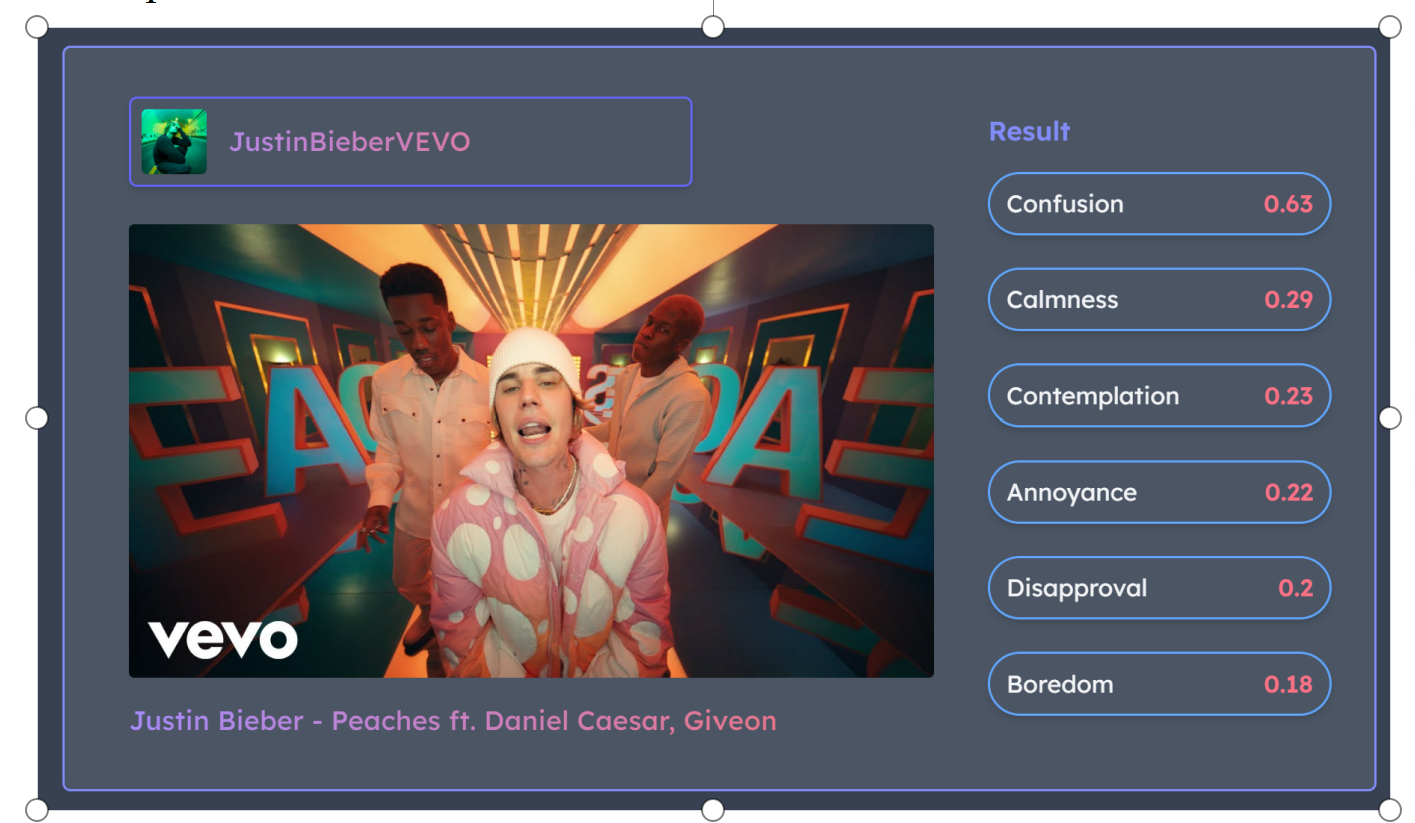 JustinBieberVEVO
vevo
Justin Bieber - Peaches ft. Daniel Caesar, Giveon
Result
Confusion 0.63
Calmness 0.29
Contemplation 0.23
Annoyance 0.22
Disapproval 0.2
Boredom 0.18